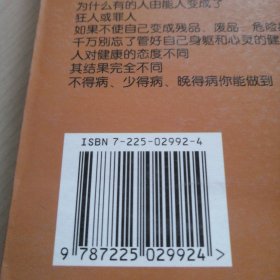 为什么有的人由能人变成了
狂人或罪人
如果不使自己变成残品、废品、危险
千万别忘了管好自己身躯和心灵的健
人对健康的态度不同
其结果完全不同
不得病、少得病、晚得病你能做到
ISBN 7-225-02992-4
9 787225 029924 >